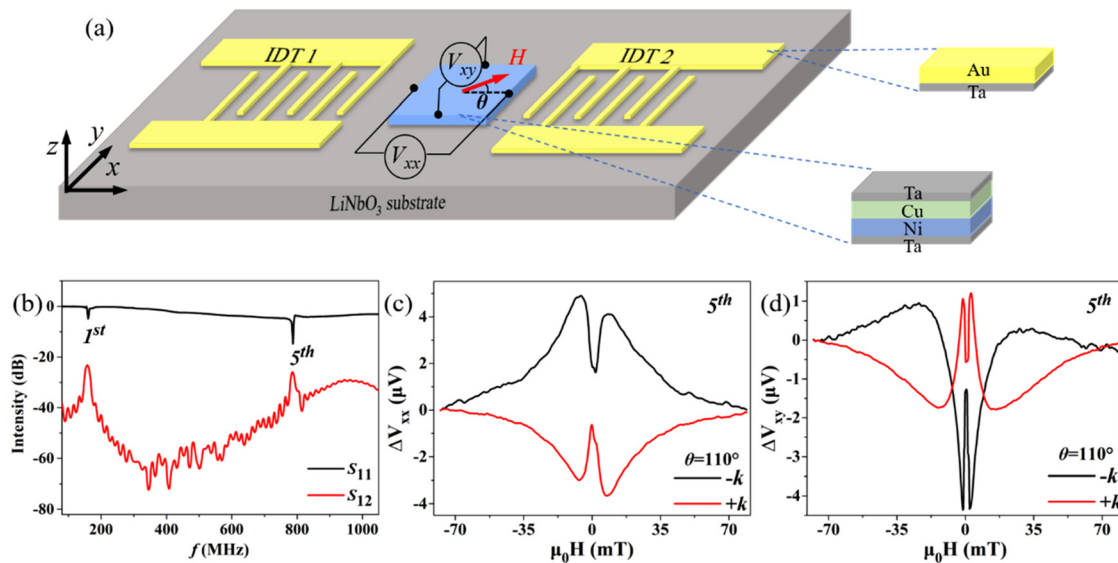 (a)
IDT 1
V_xy
H
IDT 2
θ
V_xx
Au
Ta
z
y
x
LiNbO₃ substrate
Ta
Cu
Ni
Ta
(b)
0
-20
-40
-60
-80
Intensity (dB)
1st
5th
S₁₁
S₁₂
200 400 600 800 1000
f (MHz)
(c)
5th
4
2
0
-2
-4
ΔV_xx (μV)
θ=110°
-k
+k
-70 -35 0 35 70
μ₀H (mT)
(d)
5th
1
0
-1
-2
-3
-4
ΔV_xy (μV)
θ=110°
-k
+k
-70 -35 0 35 70
μ₀H (mT)